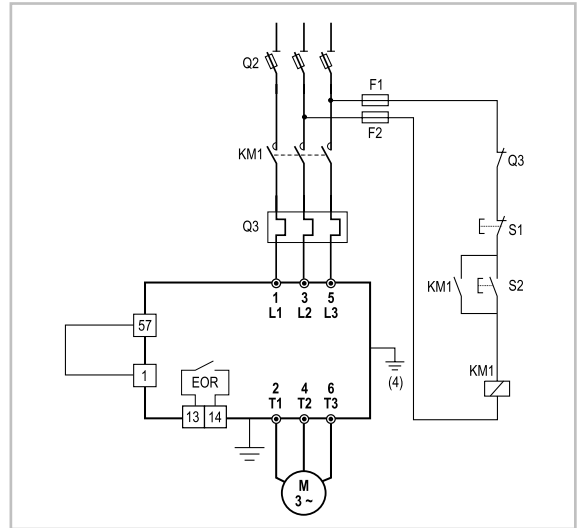 Q2
F1
F2
KM1
Q3
Q3
S1
KM1
S2
1 3 5
L1 L2 L3
57
1
EOR
13 14
(4)
KM1
2 4 6
T1 T2 T3
M
3 ~